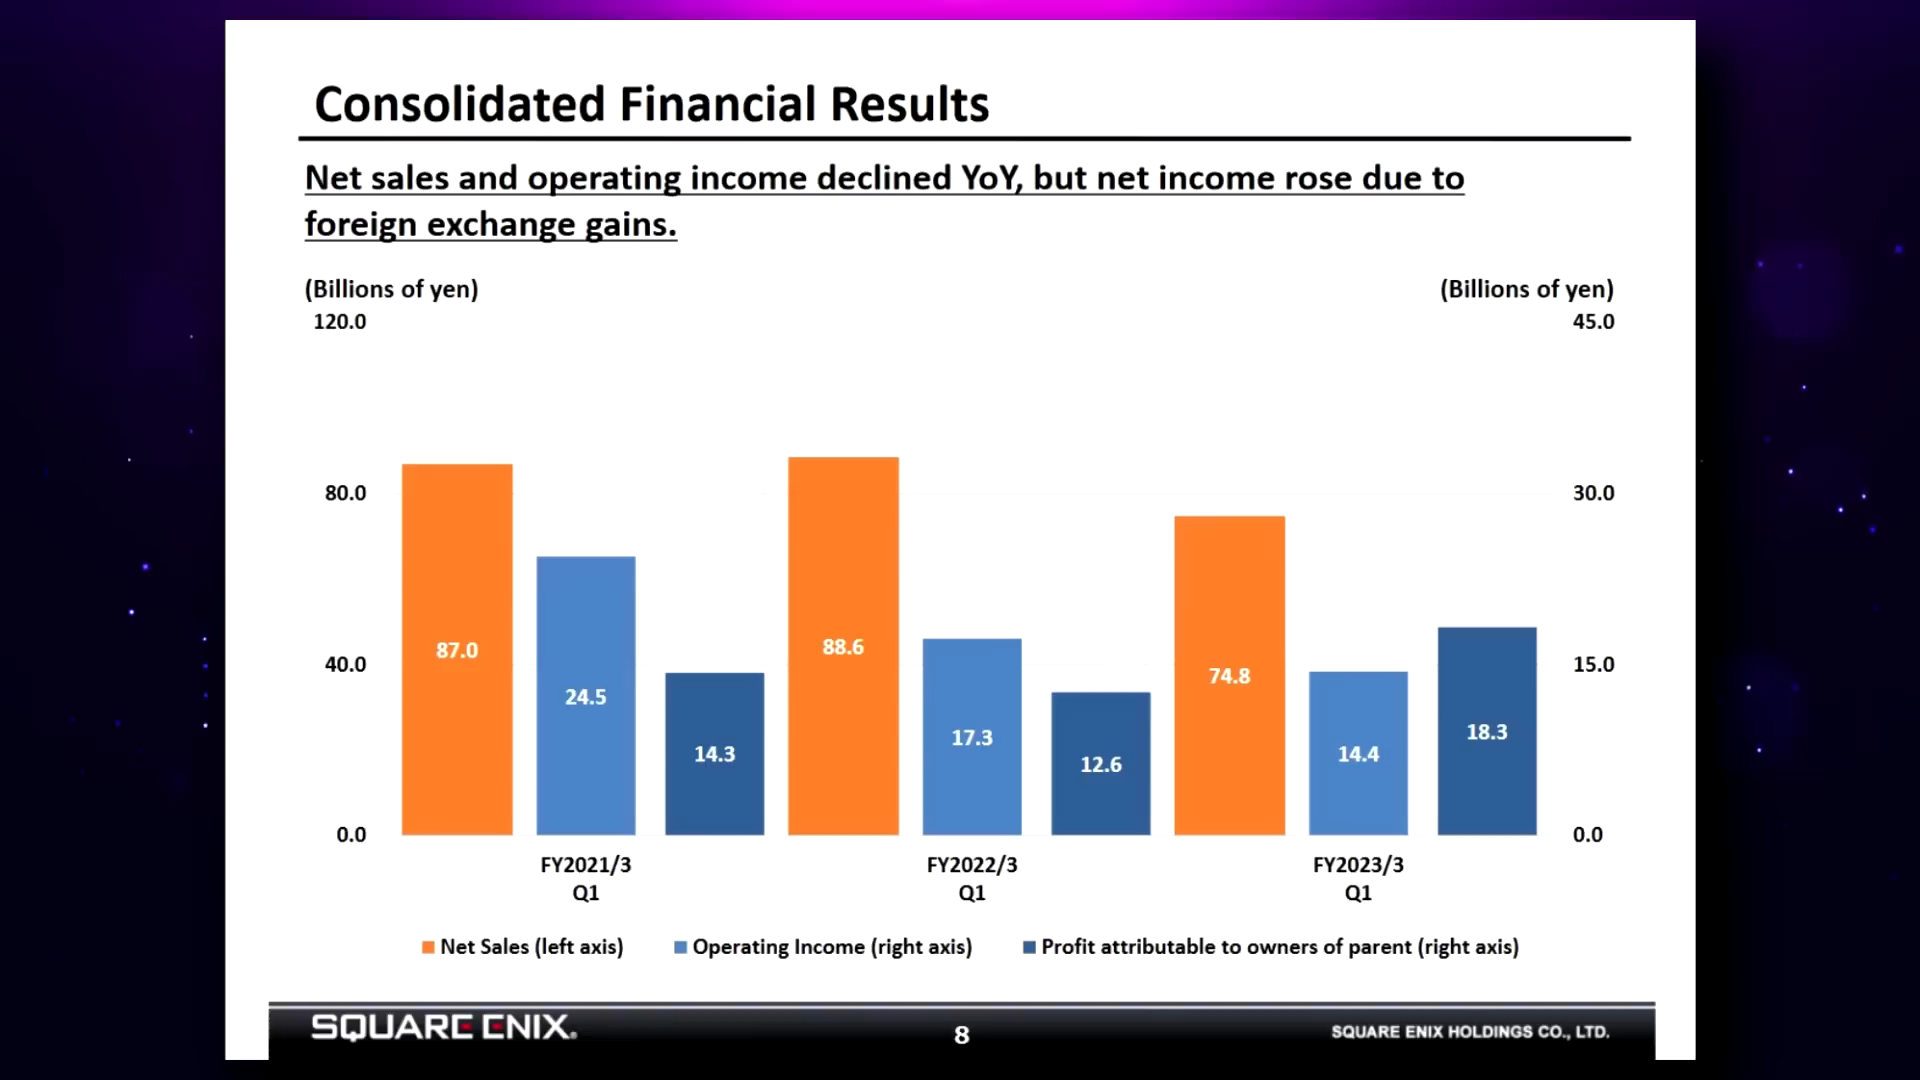 Consolidated Financial Results
Net sales and operating income declined YoY, but net income rose due to
foreign exchange gains.
(Billions of yen) (Billions of yen)
120.0 45.0
80.0 30.0
40.0 15.0
0.0 0.0
87.0 24.5 14.3 88.6 17.3 12.6 74.8 14.4 18.3
FY2021/3 FY2022/3 FY2023/3
Q1 Q1 Q1
Net Sales (left axis) Operating Income (right axis) Profit attributable to owners of parent (right axis)
SQUARE ENIX. 8 SQUARE ENIX HOLDINGS CO., LTD.